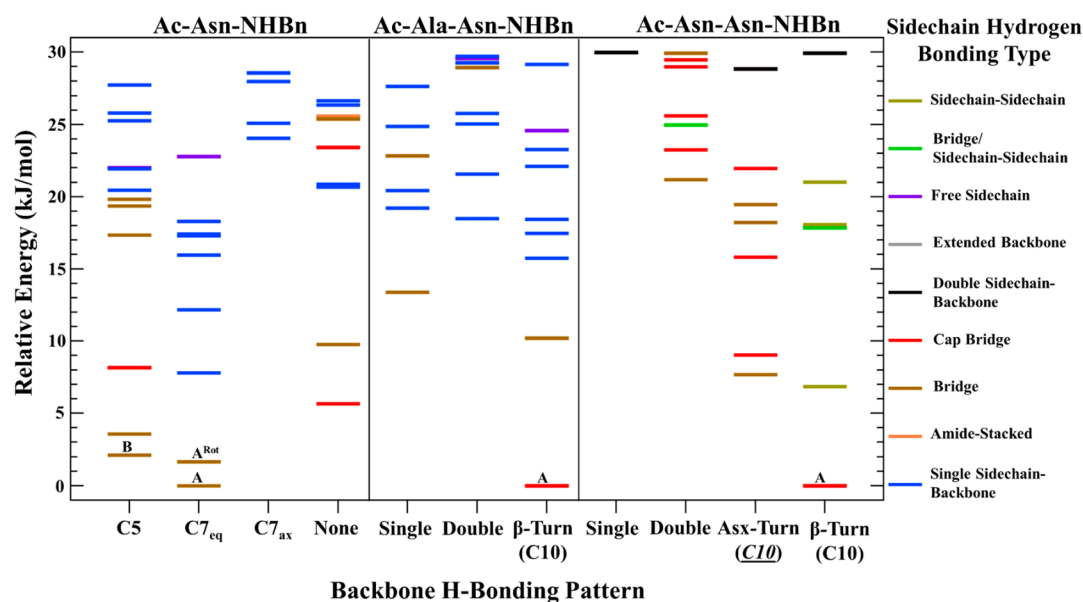 Ac-Asn-NHBn
Ac-Ala-Asn-NHBn
Ac-Asn-Asn-NHBn
Sidechain Hydrogen
Bonding Type
Relative Energy (kJ/mol)
30
25
20
15
10
5
0
B
A^Rot
A
A
A
C5
C7eq
C7ax
None
Single
Double
β-Turn
(C10)
Single
Double
Asx-Turn
(C10)
β-Turn
(C10)
Backbone H-Bonding Pattern
Sidechain-Sidechain
Bridge/
Sidechain-Sidechain
Free Sidechain
Extended Backbone
Double Sidechain-
Backbone
Cap Bridge
Bridge
Amide-Stacked
Single Sidechain-
Backbone